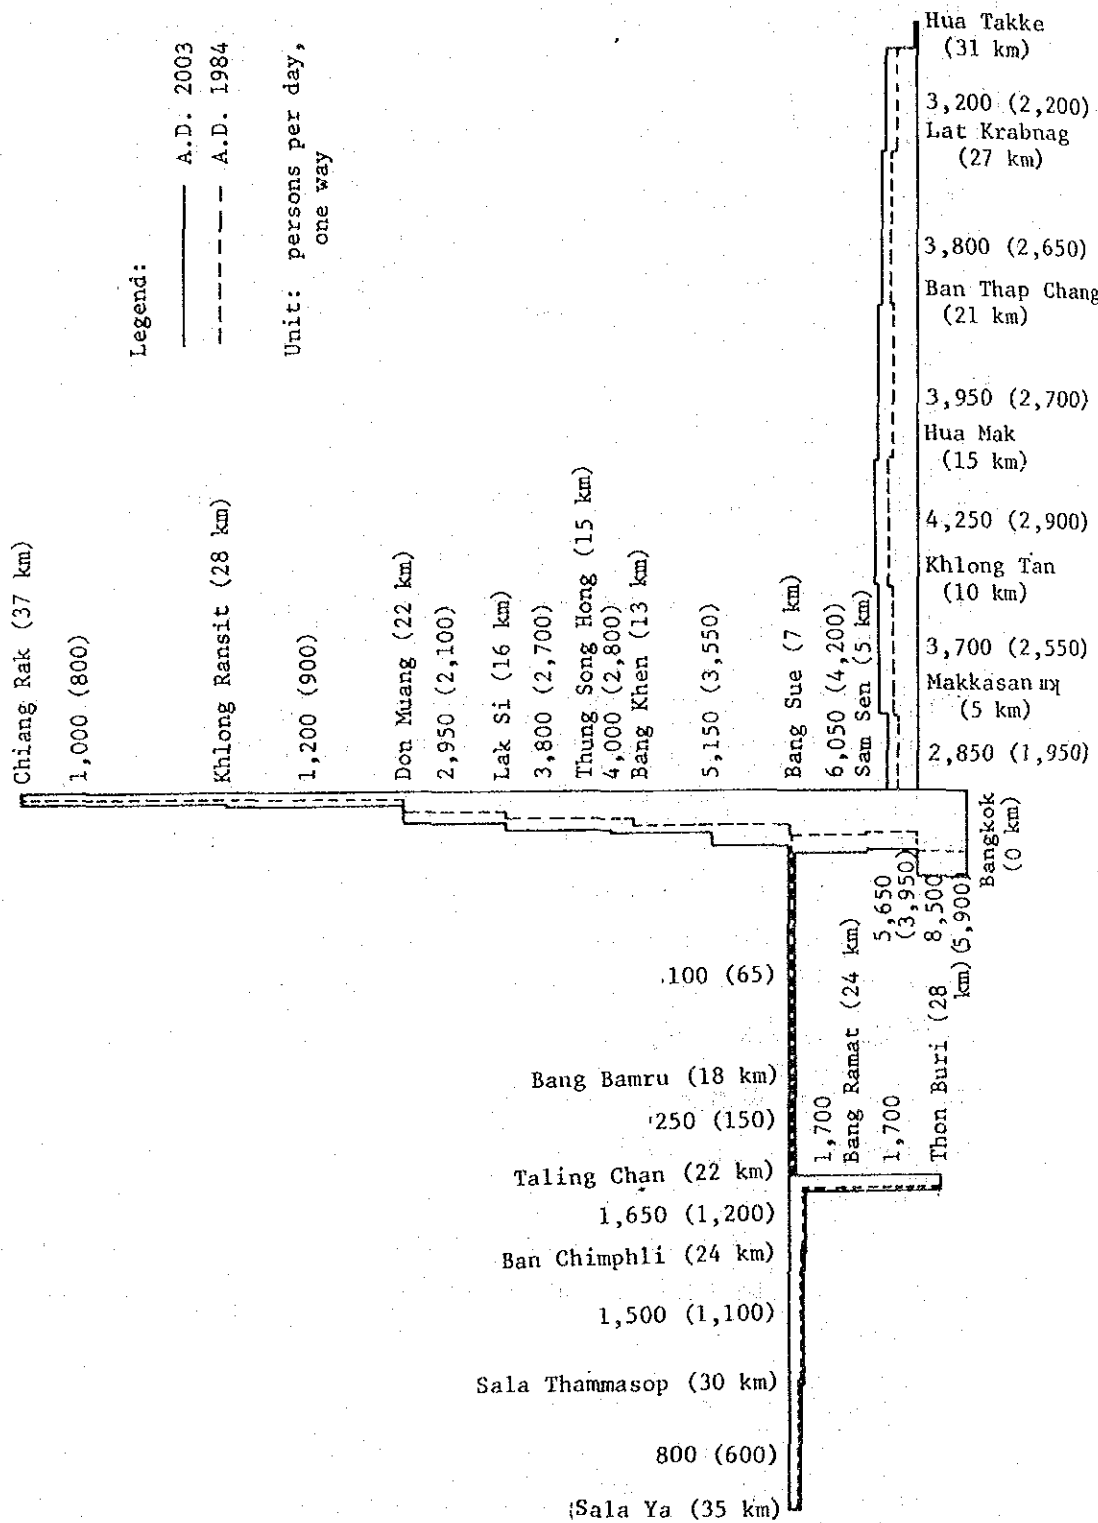 Legend:
A.D. 2003
A.D. 1984
Unit: persons per day,
one way
Chiang Rak (37 km)
1,000 (800)
Khlong Ransit (28 km)
1,200 (900)
Don Muang (22 km)
2,950 (2,100)
Lak Si (16 km)
3,800 (2,700)
Thung Song Hong (15 km)
4,000 (2,800)
Bang Khen (13 km)
5,150 (3,550)
Bang Sue (7 km)
6,050 (4,200)
Sam Sen (5 km)
5,650
(3,950)
8,500
(5,900)
Bangkok
(0 km)
Hua Takke
(31 km)
3,200 (2,200)
Lat Krabnag
(27 km)
3,800 (2,650)
Ban Thap Chang
(21 km)
3,950 (2,700)
Hua Mak
(15 km)
4,250 (2,900)
Khlong Tan
(10 km)
3,700 (2,550)
Makkasan
(5 km)
2,850 (1,950)
100 (65)
Bang Bamru (18 km)
250 (150)
Taling Chan (22 km)
1,650 (1,200)
Ban Chimphli (24 km)
1,500 (1,100)
Sala Thammasop (30 km)
800 (600)
Sala Ya (35 km)
1,700
Bang Ramat (24 km)
1,700
Thon Buri (28
km)